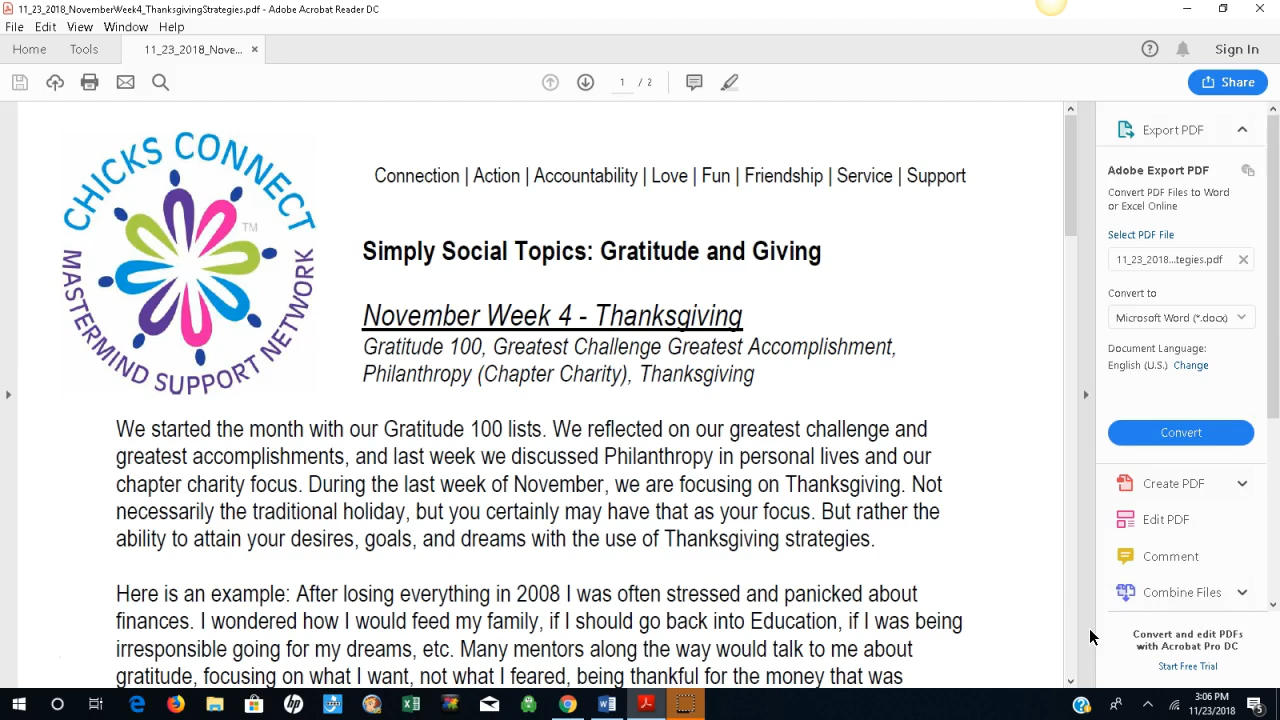 11_23_2018_NovemberWeek4_ThanksgivingStrategies.pdf - Adobe Acrobat Reader DC
File Edit View Window Help
Home Tools 11_23_2018_Nove... × Sign In
1 / 2 Share
CHICKS CONNECT
MASTERMIND SUPPORT NETWORK
TM
Connection | Action | Accountability | Love | Fun | Friendship | Service | Support
Simply Social Topics: Gratitude and Giving
November Week 4 - Thanksgiving
Gratitude 100, Greatest Challenge Greatest Accomplishment,
Philanthropy (Chapter Charity), Thanksgiving
We started the month with our Gratitude 100 lists. We reflected on our greatest challenge and
greatest accomplishments, and last week we discussed Philanthropy in personal lives and our
chapter charity focus. During the last week of November, we are focusing on Thanksgiving. Not
necessarily the traditional holiday, but you certainly may have that as your focus. But rather the
ability to attain your desires, goals, and dreams with the use of Thanksgiving strategies.
Here is an example: After losing everything in 2008 I was often stressed and panicked about
finances. I wondered how I would feed my family, if I should go back into Education, if I was being
irresponsible going for my dreams, etc. Many mentors along the way would talk to me about
gratitude, focusing on what I want, not what I feared, being thankful for the money that was
Export PDF
Adobe Export PDF
Convert PDF Files to Word
or Excel Online
Select PDF File
11_23_2018...tegies.pdf
Convert to
Microsoft Word (*.docx)
Document Language:
English (U.S.) Change
Convert
Create PDF
Edit PDF
Comment
Combine Files
Convert and edit PDFs
with Acrobat Pro DC
Start Free Trial
3:06 PM
11/23/2018
5